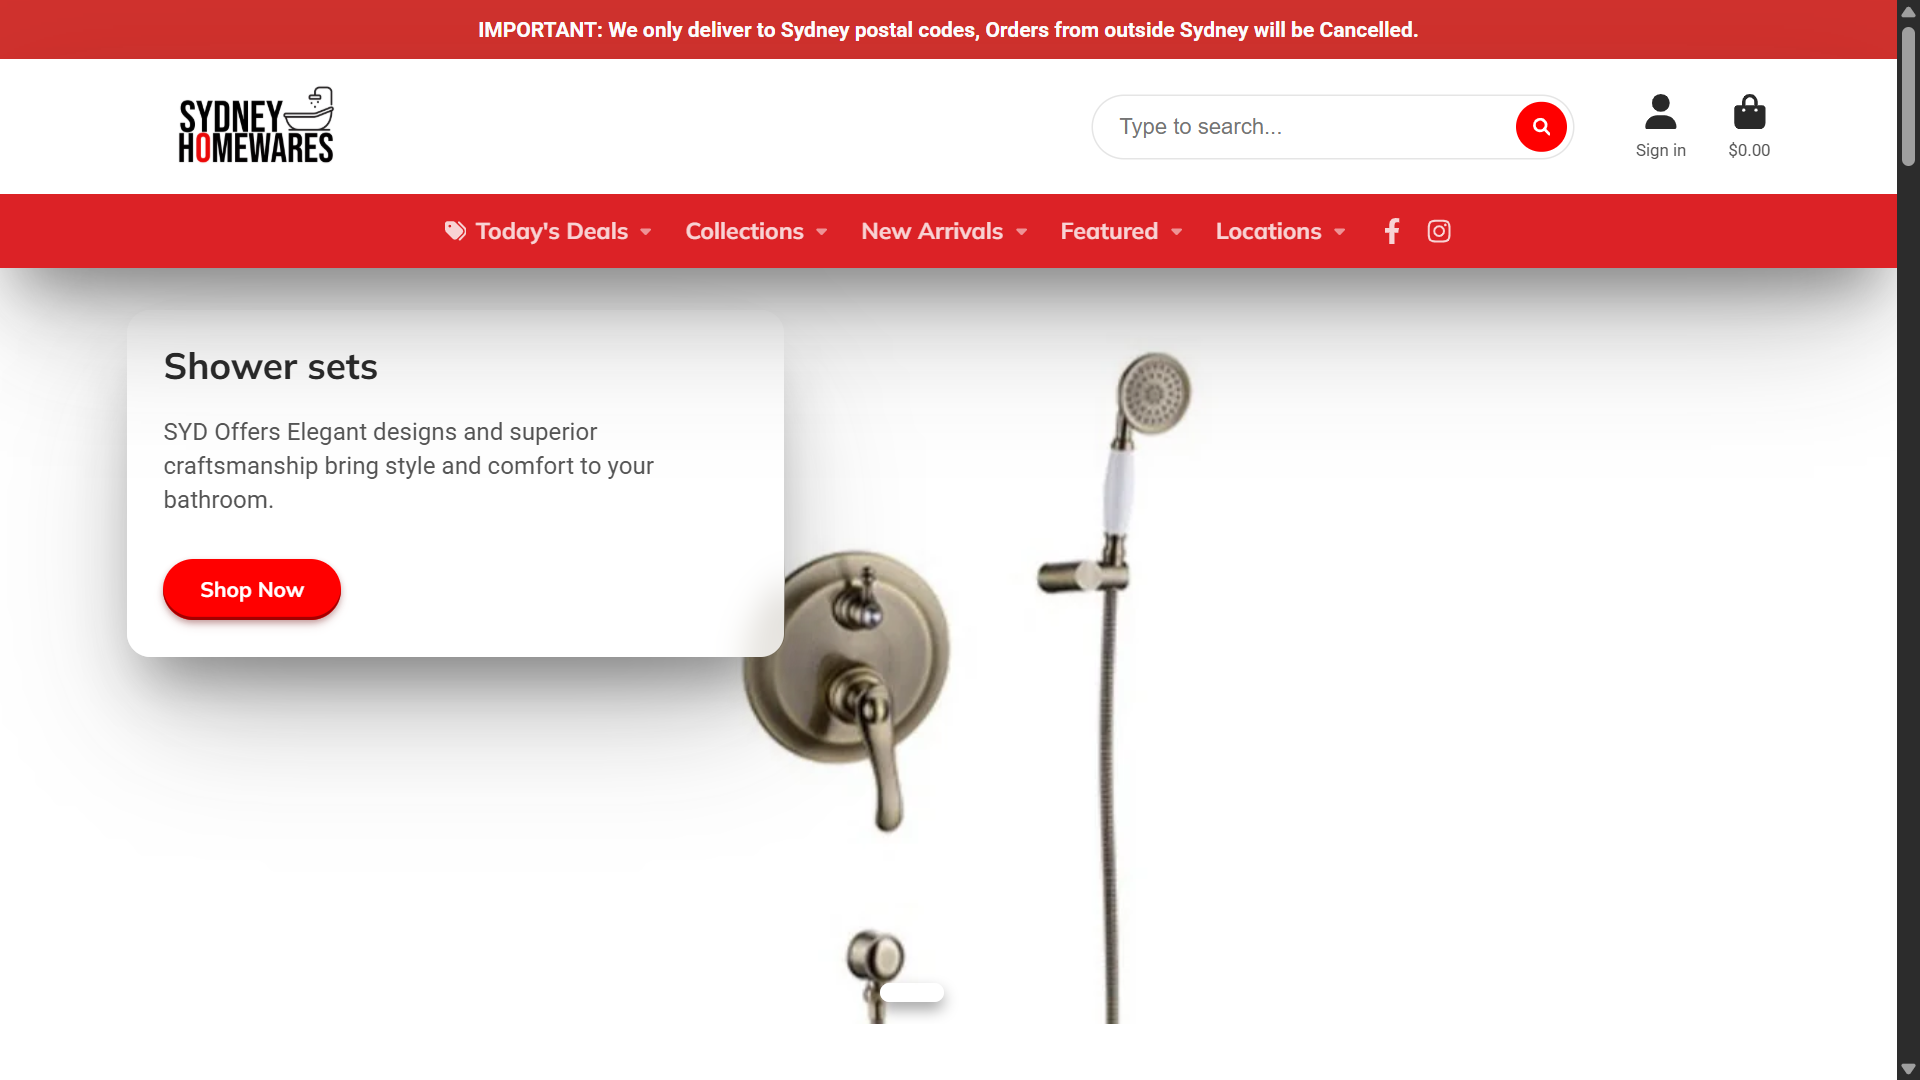 IMPORTANT: We only deliver to Sydney postal codes, Orders from outside Sydney will be Cancelled.
SYDNEY
HOMEWARES
Type to search...
Sign in
$0.00
Today's Deals
Collections
New Arrivals
Featured
Locations
Shower sets
SYD Offers Elegant designs and superior
craftsmanship bring style and comfort to your
bathroom.
Shop Now